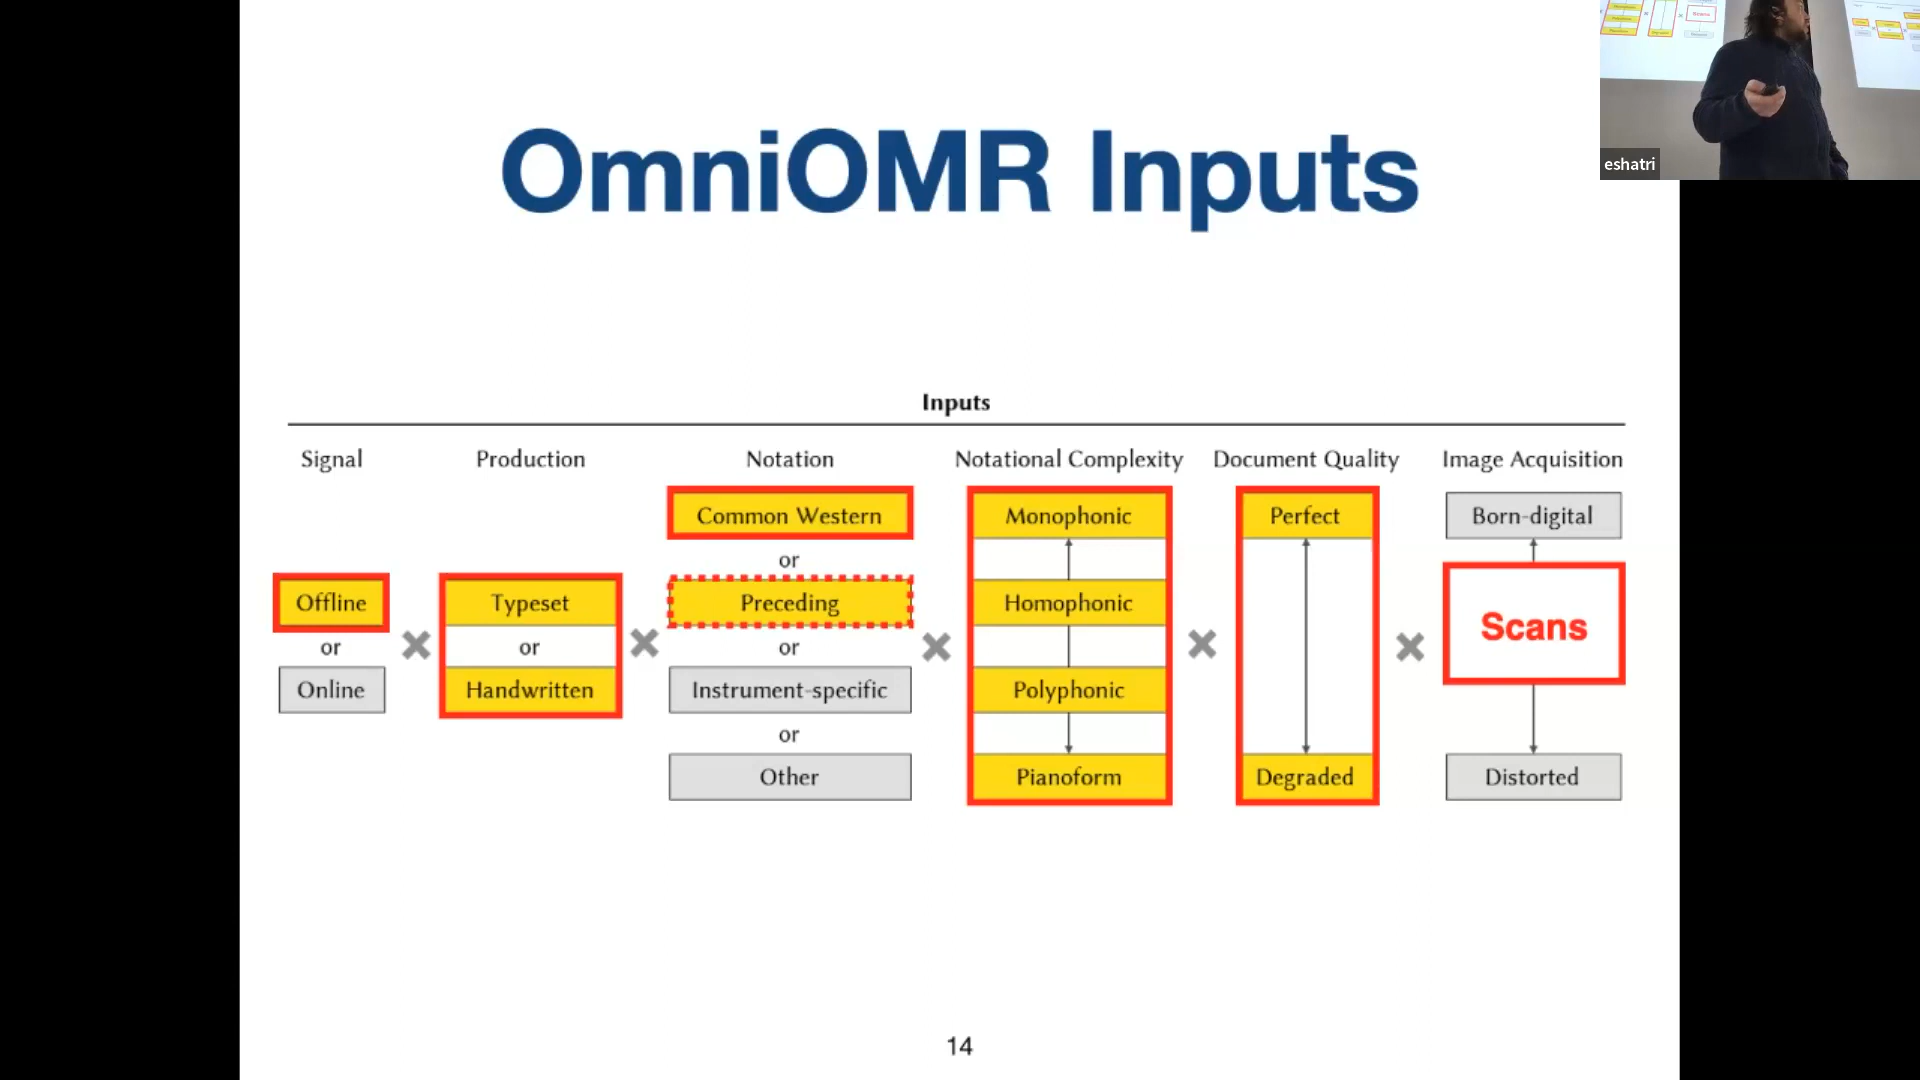 OmniOMR Inputs
eshatri
Inputs
Signal
Production
Notation
Notational Complexity
Document Quality
Image Acquisition
Offline
or
Online
Typeset
or
Handwritten
Common Western
or
Preceding
or
Instrument-specific
or
Other
Monophonic
Homophonic
Polyphonic
Pianoform
Perfect
Degraded
Born-digital
Scans
Distorted
14